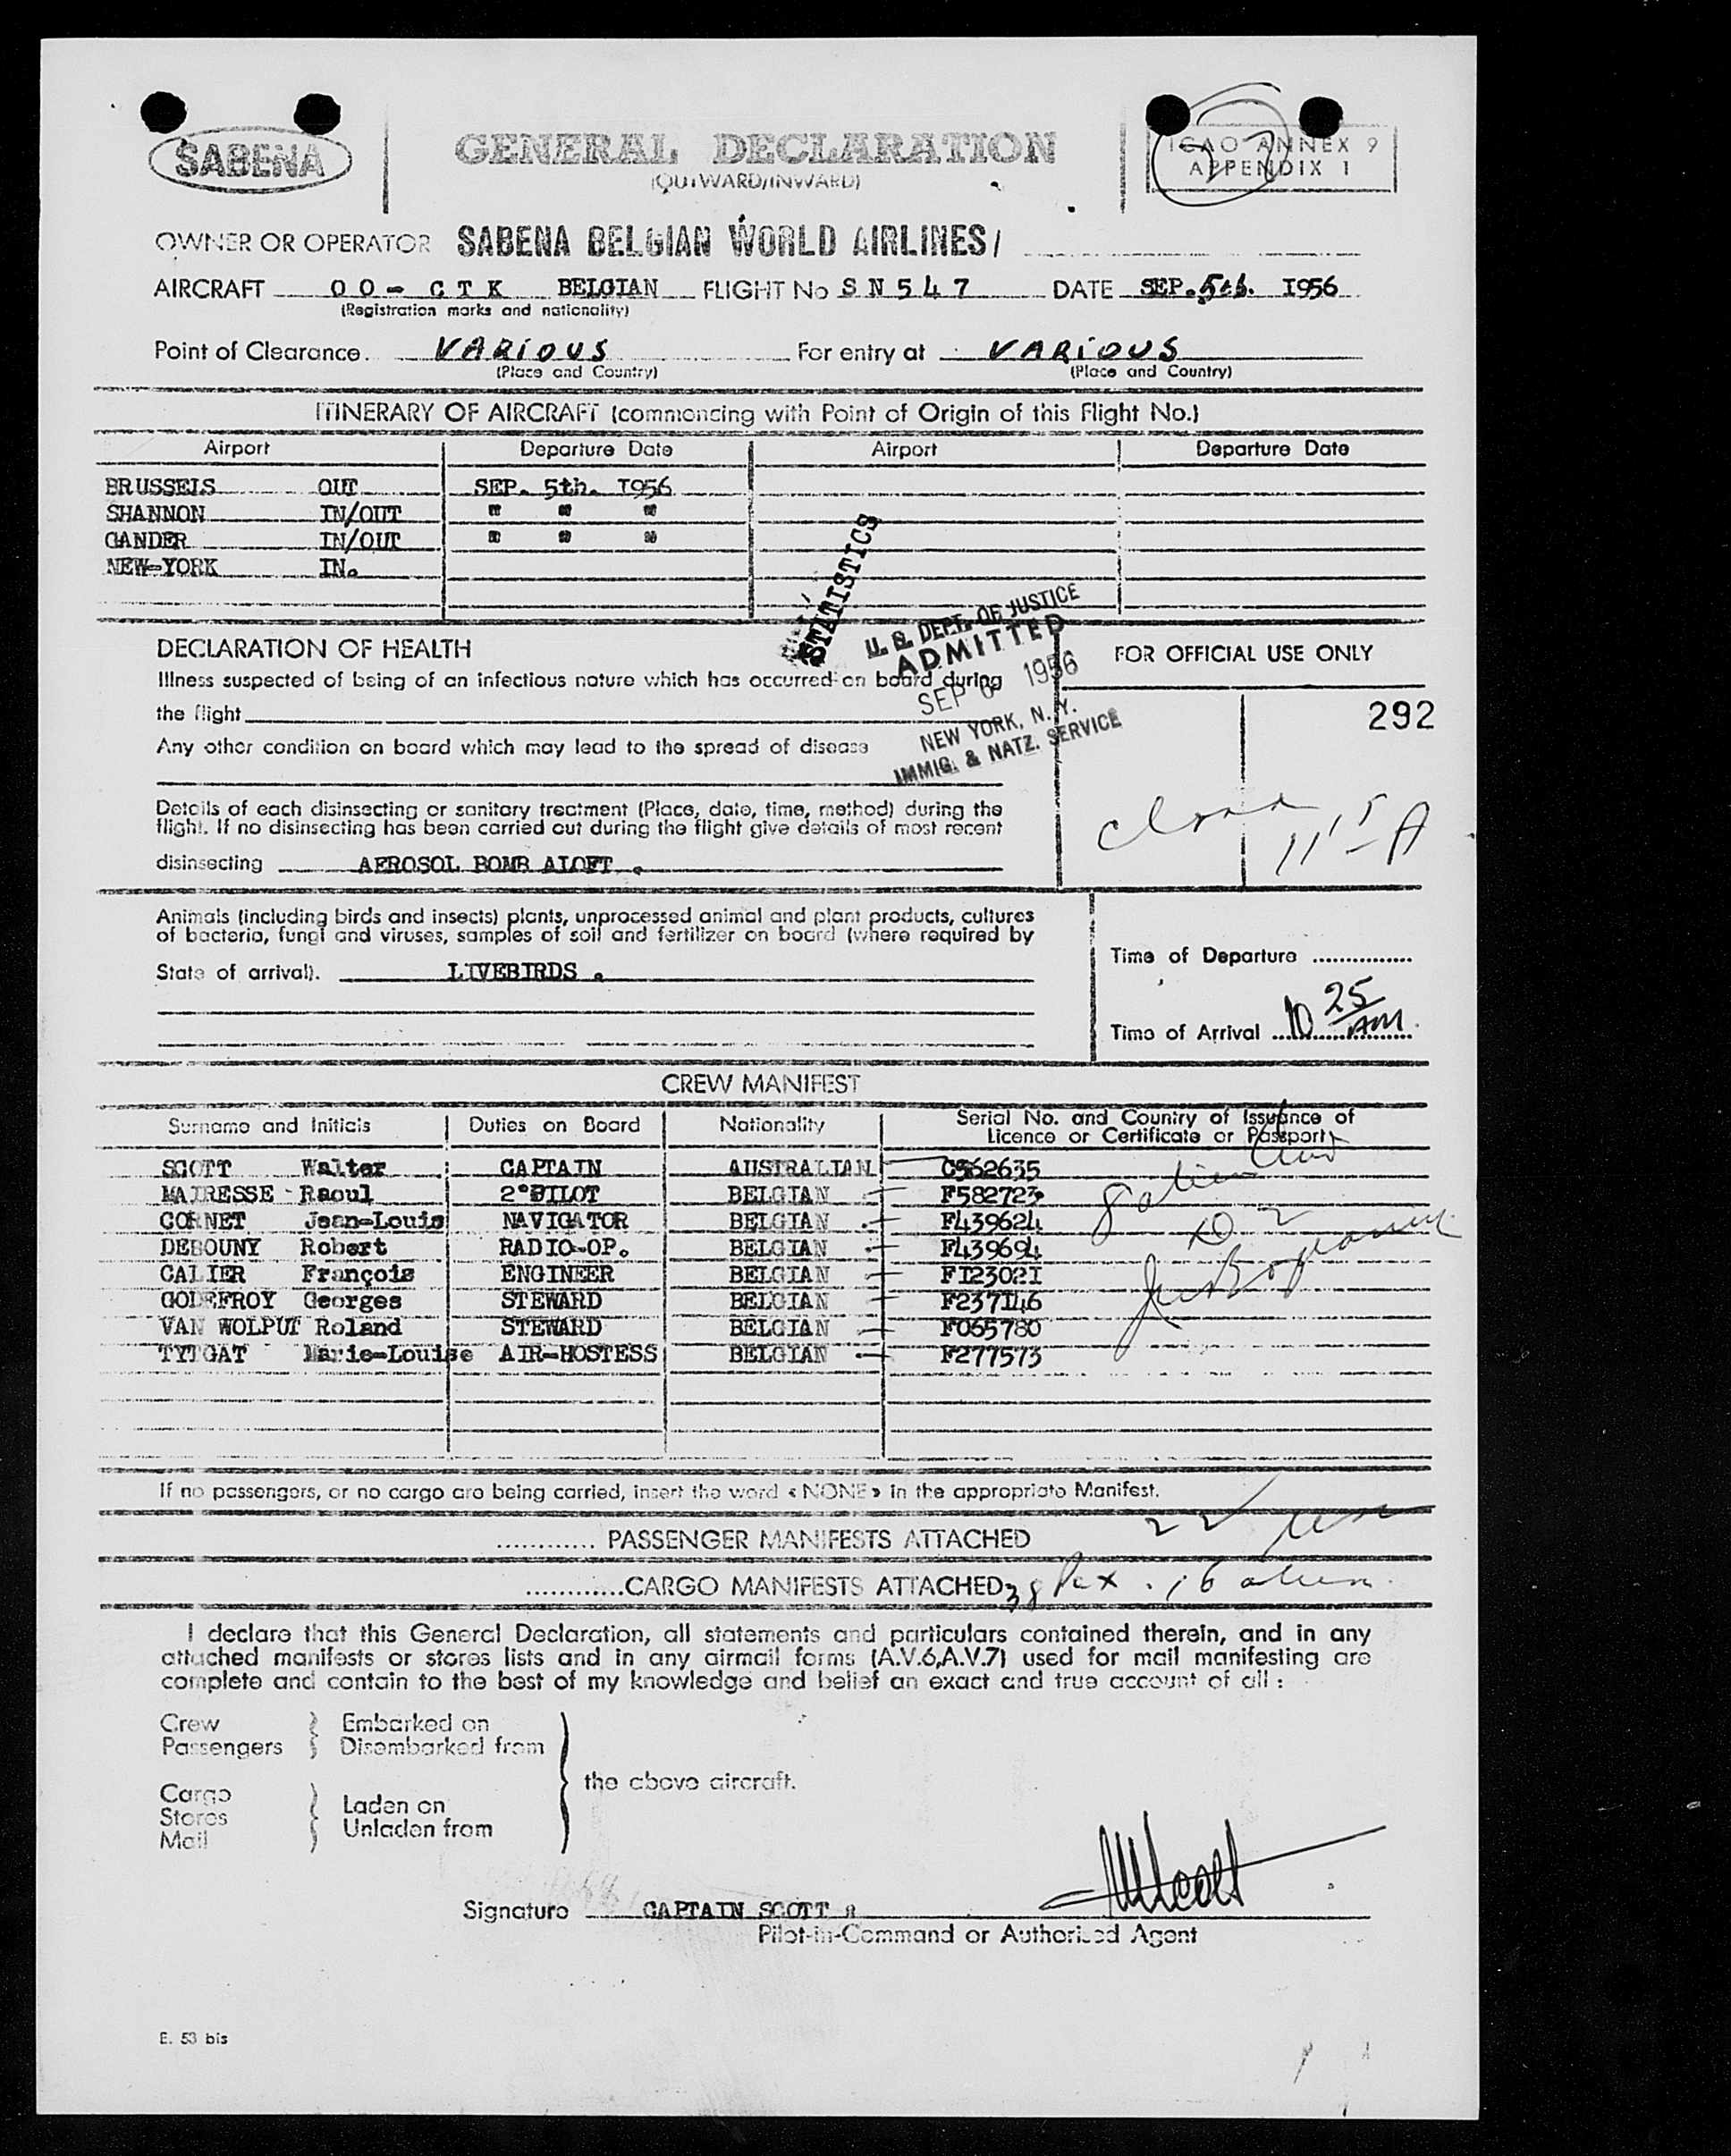 SABENA
GENERAL DECLARATION
(OUTWARD/INWARD)
ICAO ANNEX 9
APPENDIX 1
OWNER OR OPERATOR SABENA BELGIAN WORLD AIRLINES/
AIRCRAFT OO-CTK BELGIAN FLIGHT No SN547 DATE SEP. 5th. 1956
(Registration marks and nationality)
Point of Clearance. VARIOUS For entry at VARIOUS
(Place and Country) (Place and Country)
ITINERARY OF AIRCRAFT (commencing with Point of Origin of this Flight No.)
Airport Departure Date Airport Departure Date
BRUSSELS OUT SEP. 5th. 1956
SHANNON IN/OUT " " "
GANDER IN/OUT " " "
NEW-YORK IN.
STATISTICS
U. S. DEPT. OF JUSTICE
ADMITTED
SEP 6 1956
NEW YORK, N. Y.
IMMIG. & NATZ. SERVICE
DECLARATION OF HEALTH
Illness suspected of being of an infectious nature which has occurred on board during
the flight
Any other condition on board which may lead to the spread of disease
Details of each disinsecting or sanitary treatment (Place, date, time, method) during the
flight. If no disinsecting has been carried out during the flight give details of most recent
disinsecting AEROSOL BOMB ALOFT .
FOR OFFICIAL USE ONLY
292
Animals (including birds and insects) plants, unprocessed animal and plant products, cultures
of bacteria, fungi and viruses, samples of soil and fertilizer on board (where required by
State of arrival). LIVEBIRDS .
Time of Departure ...............
Time of Arrival 10 25 AM
CREW MANIFEST
Surname and Initials Duties on Board Nationality Serial No. and Country of Issuance of
Licence or Certificate or Passport
SCOTT Walter CAPTAIN AUSTRALIAN C562635
MAIRESSE Raoul 2°PILOT BELGIAN F582723
CORNET Jean-Louis NAVIGATOR BELGIAN F439624
DEBOUNY Robert RADIO-OP. BELGIAN F439694
CALIER François ENGINEER BELGIAN FI2302I
GODEFROY Georges STEWARD BELGIAN F237I46
VAN WOLPUT Roland STEWARD BELGIAN F065780
TYTGAT Marie-Louise AIR-HOSTESS BELGIAN F277573
If no passengers, or no cargo are being carried, insert the word «NONE» in the appropriate Manifest.
............ PASSENGER MANIFESTS ATTACHED 22
............CARGO MANIFESTS ATTACHED 38 Pax . 16 alien
I declare that this General Declaration, all statements and particulars contained therein, and in any
attached manifests or stores lists and in any airmail forms (A.V.6,A.V.7) used for mail manifesting are
complete and contain to the best of my knowledge and belief an exact and true account of all :
Crew
Passengers
Embarked on
Disembarked from
Cargo
Stores
Mail
Laden on
Unladen from
the above aircraft.
Signature CAPTAIN SCOTT
Pilot-in-Command or Authorised Agent
E. 53 bis